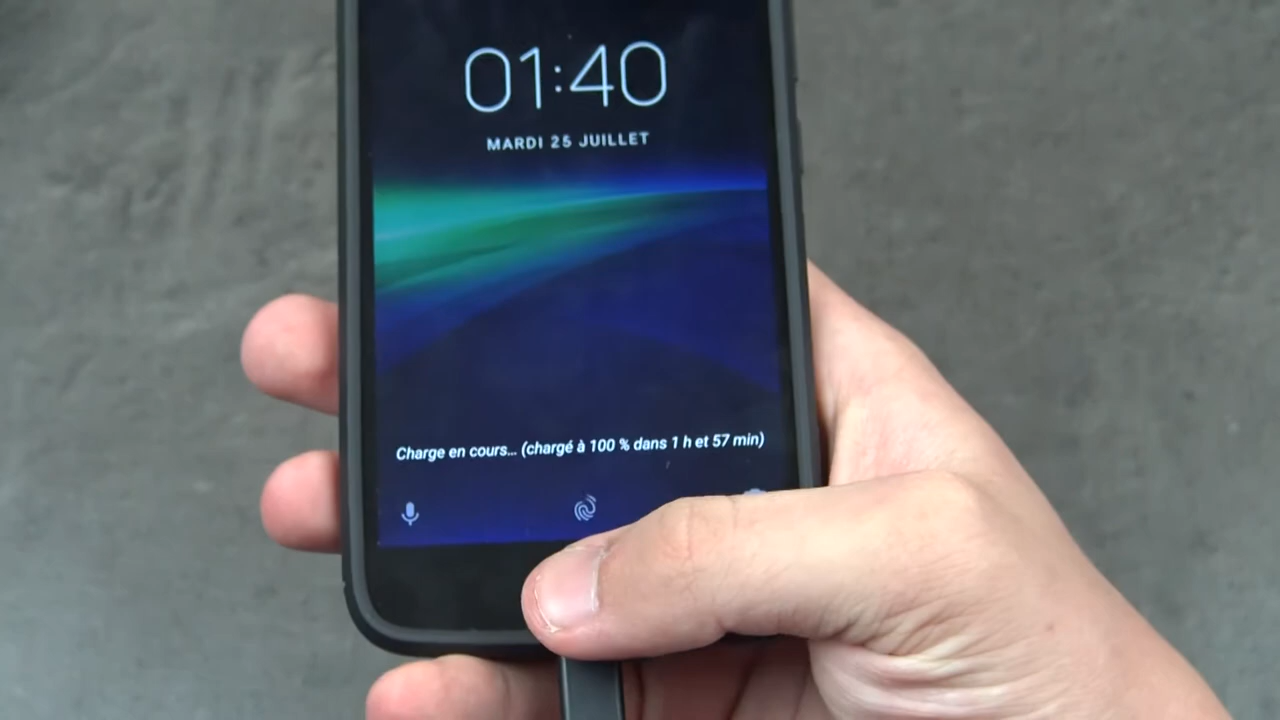 01:40
MARDI 25 JUILLET
Charge en cours... (chargé à 100 % dans 1 h et 57 min)